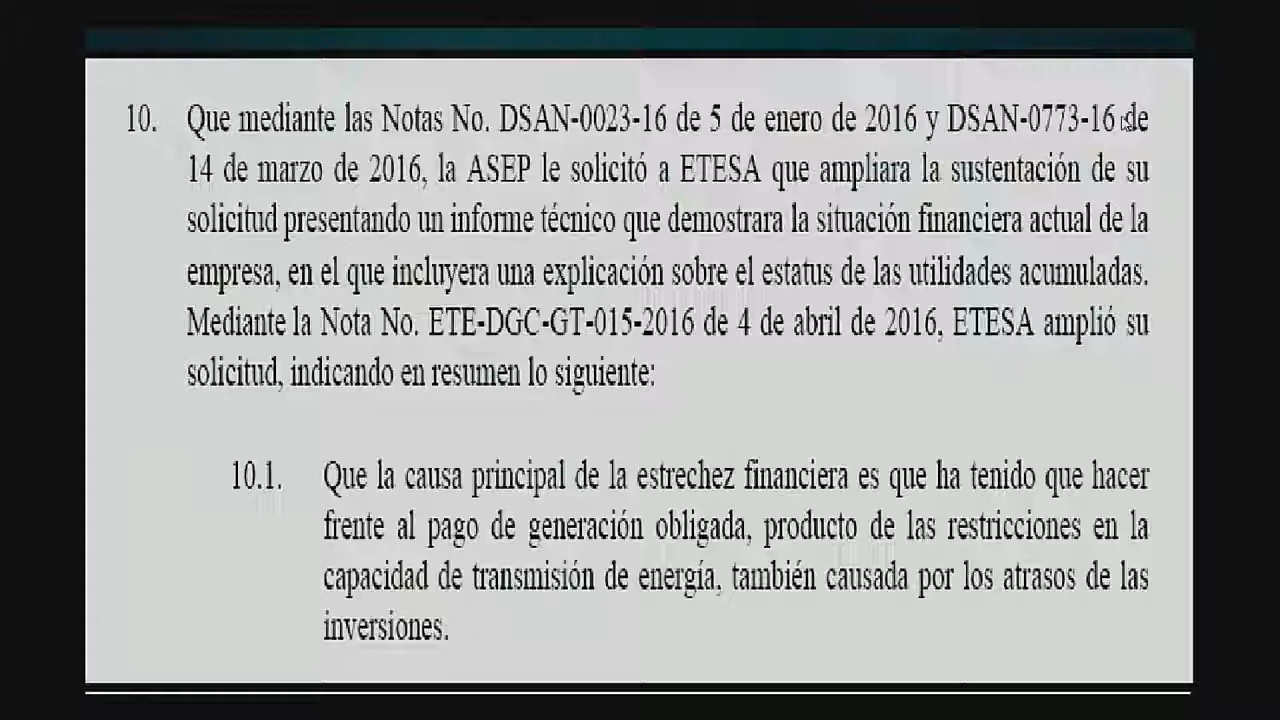 10. Que mediante las Notas No. DSAN-0023-16 de 5 de enero de 2016 y DSAN-0773-16 de
14 de marzo de 2016, la ASEP le solicitó a ETESA que ampliara la sustentación de su
solicitud presentando un informe técnico que demostrara la situación financiera actual de la
empresa, en el que incluyera una explicación sobre el estatus de las utilidades acumuladas.
Mediante la Nota No. ETE-DGC-GT-015-2016 de 4 de abril de 2016, ETESA amplió su
solicitud, indicando en resumen lo siguiente:
10.1. Que la causa principal de la estrechez financiera es que ha tenido que hacer
frente al pago de generación obligada, producto de las restricciones en la
capacidad de transmisión de energía, también causada por los atrasos de las
inversiones.